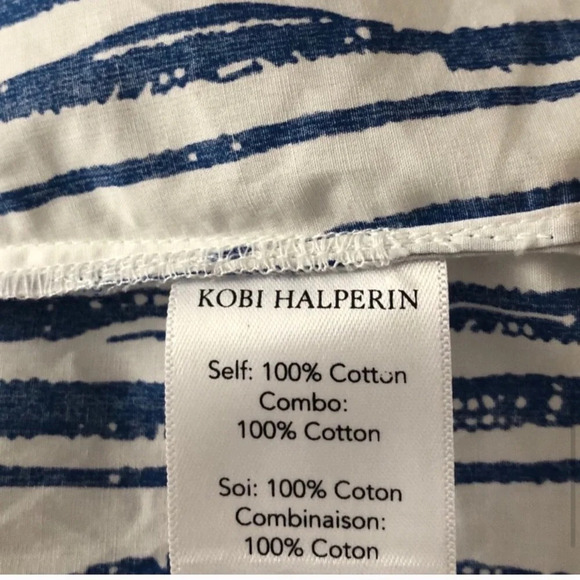 KOBI HALPERIN
Self: 100% Cotton
Combo:
100% Cotton
Soi: 100% Coton
Combinaison:
100% Coton